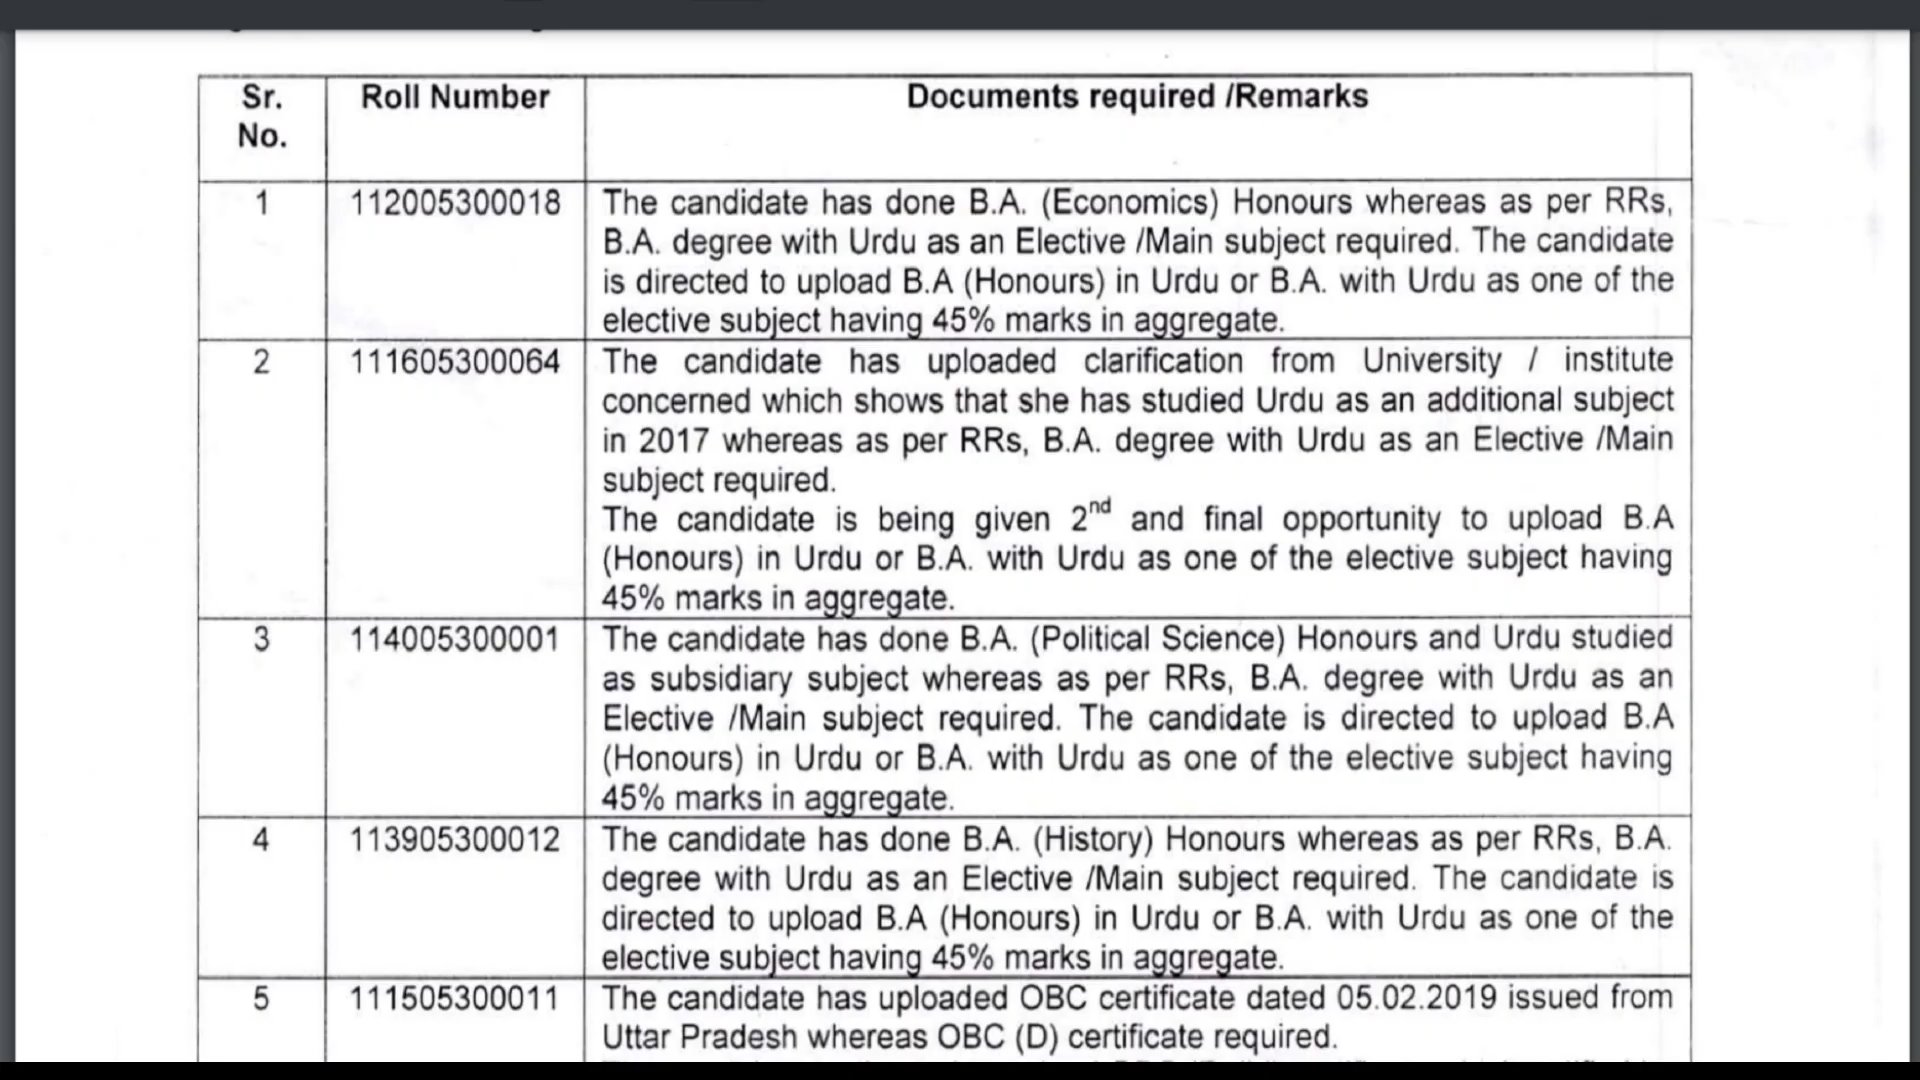 Sr. No.
Roll Number
Documents required /Remarks
1
112005300018
The candidate has done B.A. (Economics) Honours whereas as per RRs,
B.A. degree with Urdu as an Elective /Main subject required. The candidate
is directed to upload B.A (Honours) in Urdu or B.A. with Urdu as one of the
elective subject having 45% marks in aggregate.
2
111605300064
The candidate has uploaded clarification from University / institute
concerned which shows that she has studied Urdu as an additional subject
in 2017 whereas as per RRs, B.A. degree with Urdu as an Elective /Main
subject required.
The candidate is being given 2nd and final opportunity to upload B.A
(Honours) in Urdu or B.A. with Urdu as one of the elective subject having
45% marks in aggregate.
3
114005300001
The candidate has done B.A. (Political Science) Honours and Urdu studied
as subsidiary subject whereas as per RRs, B.A. degree with Urdu as an
Elective /Main subject required. The candidate is directed to upload B.A
(Honours) in Urdu or B.A. with Urdu as one of the elective subject having
45% marks in aggregate.
4
113905300012
The candidate has done B.A. (History) Honours whereas as per RRs, B.A.
degree with Urdu as an Elective /Main subject required. The candidate is
directed to upload B.A (Honours) in Urdu or B.A. with Urdu as one of the
elective subject having 45% marks in aggregate.
5
111505300011
The candidate has uploaded OBC certificate dated 05.02.2019 issued from
Uttar Pradesh whereas OBC (D) certificate required.